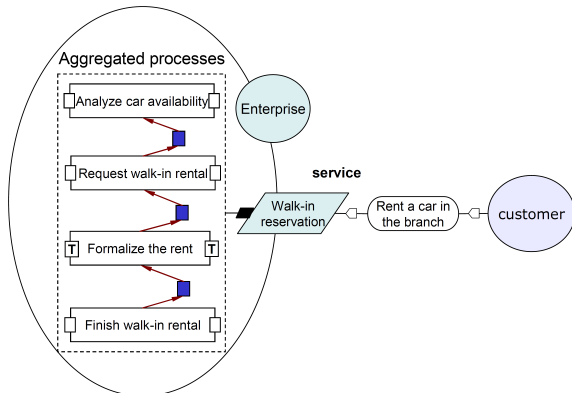 Aggregated processes
Analyze car availability
Enterprise
Request walk-in rental
service
Walk-in
reservation
Rent a car in
the branch
customer
T
Formalize the rent
T
Finish walk-in rental